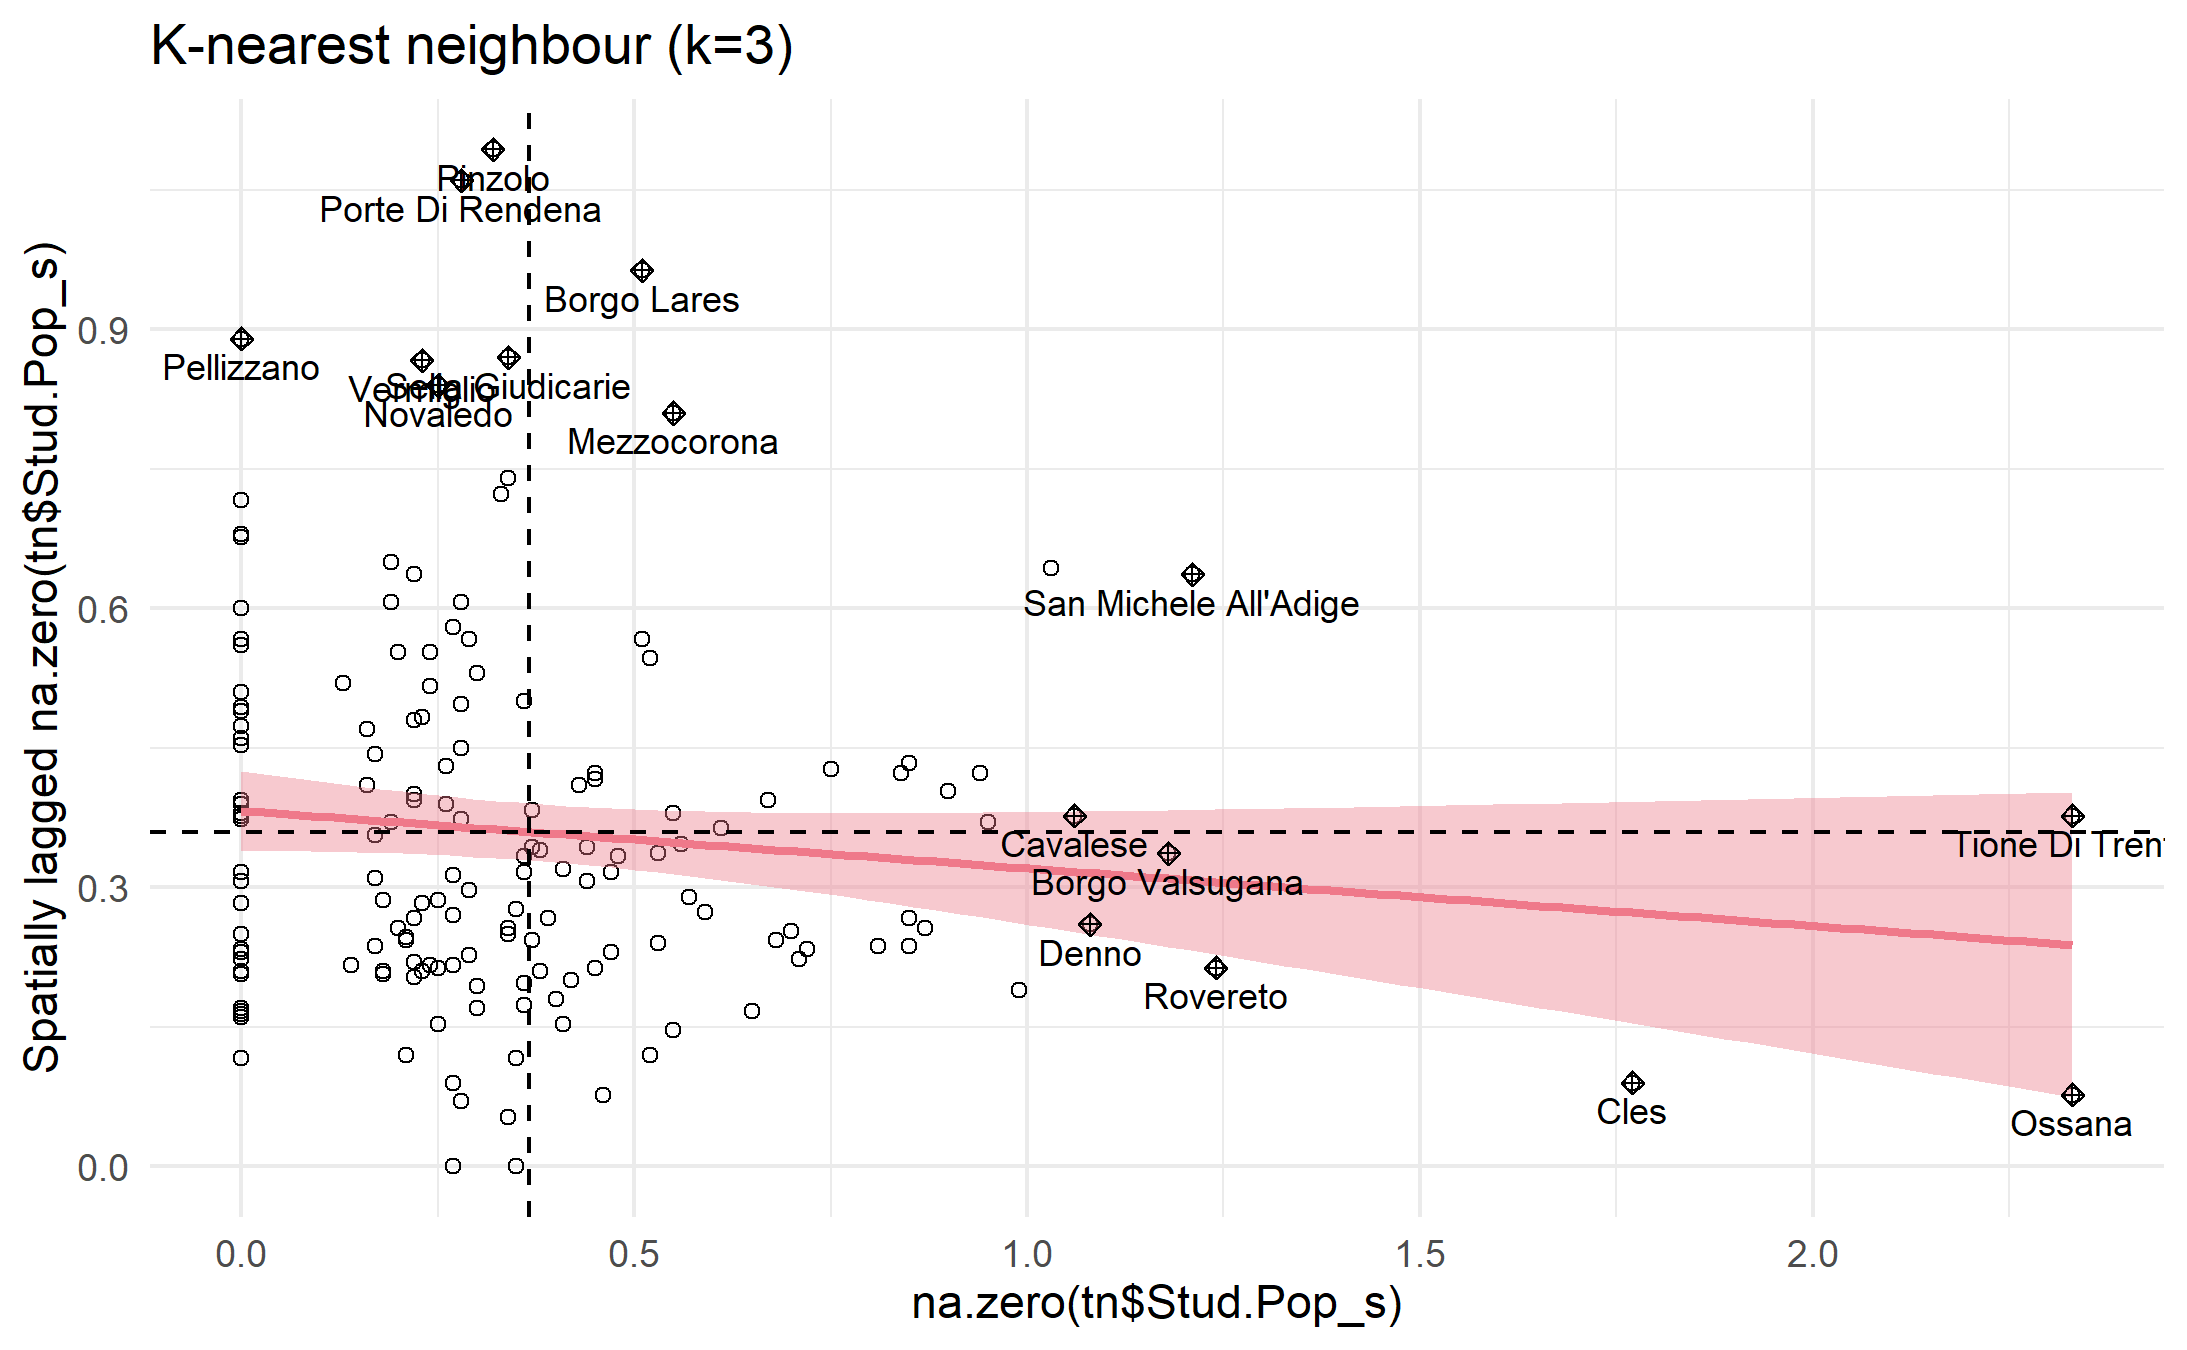 K-nearest neighbour (k=3)
Spatially lagged na.zero(tn$Stud.Pop_s)
0.9
0.6
0.3
0.0
Pinzolo
Porte Di Rendena
Borgo Lares
Pellizzano
Sella Giudicarie
Vermiglio
Novaledo
Mezzocorona
San Michele All'Adige
Cavalese
Tione Di Trent
Borgo Valsugana
Denno
Rovereto
Cles
Ossana
0.0
0.5
1.0
1.5
2.0
na.zero(tn$Stud.Pop_s)